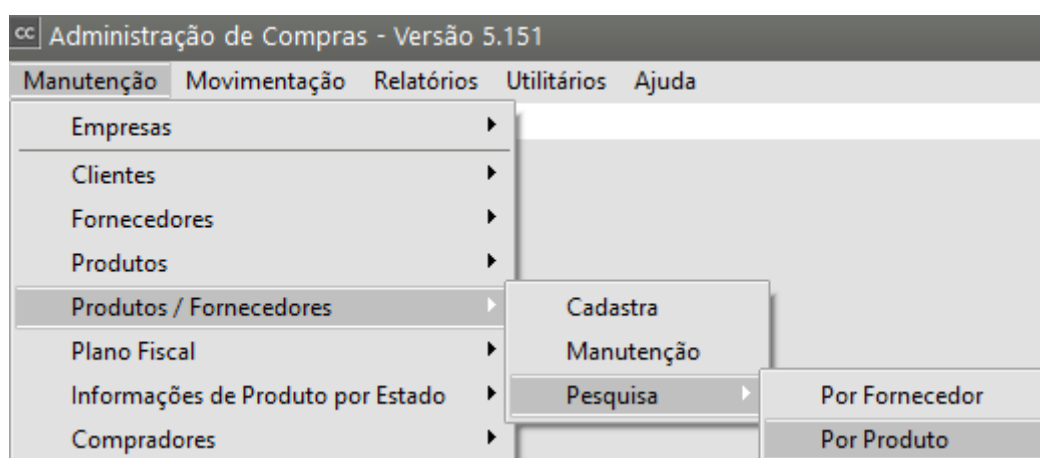 cc Administração de Compras - Versão 5.151
Manutenção Movimentação Relatórios Utilitários Ajuda
Empresas
Clientes
Fornecedores
Produtos
Produtos / Fornecedores
Plano Fiscal
Informações de Produto por Estado
Compradores
Cadastra
Manutenção
Pesquisa
Por Fornecedor
Por Produto